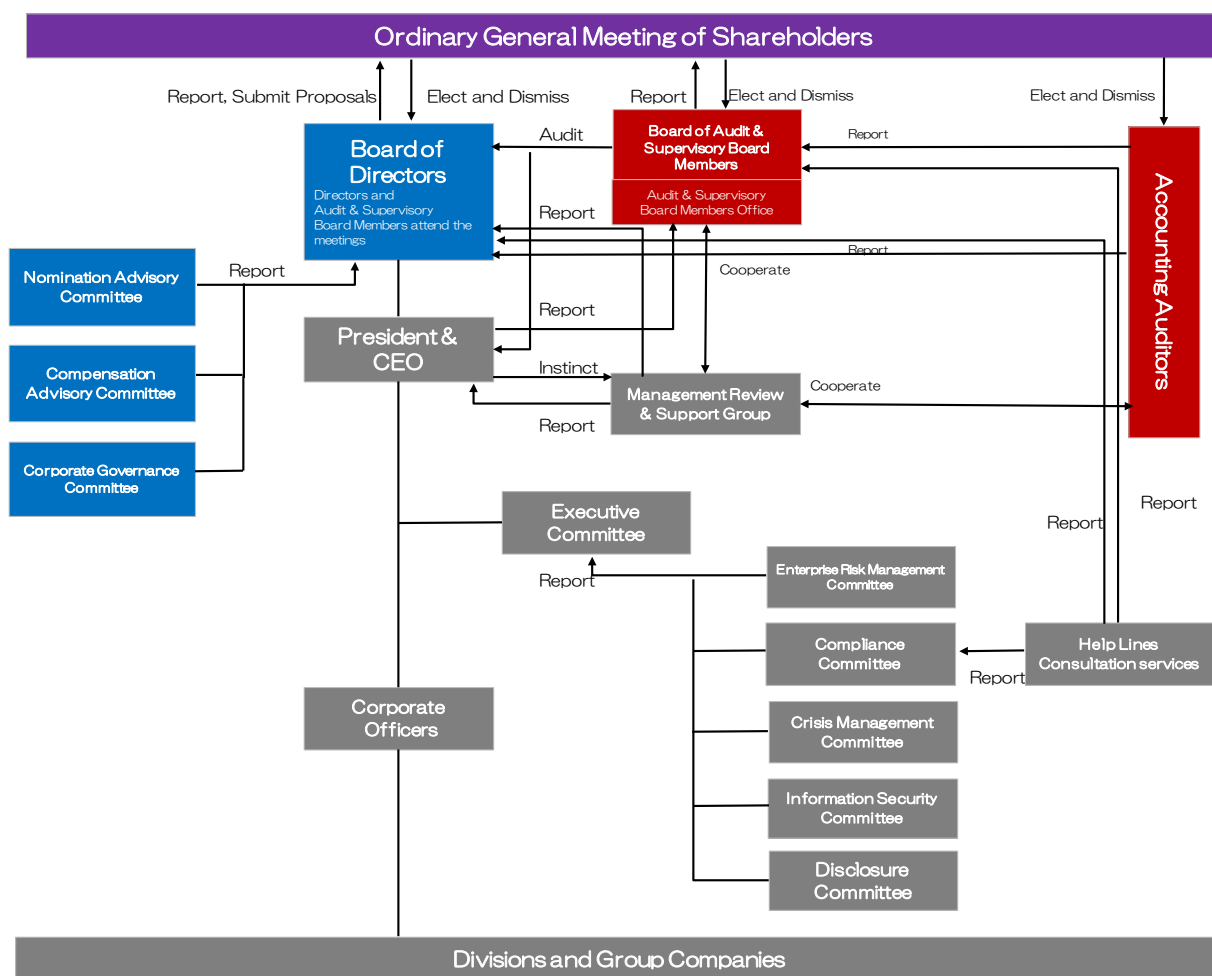 Ordinary General Meeting of Shareholders
Report, Submit Proposals
Elect and Dismiss
Report
Elect and Dismiss
Elect and Dismiss
Board of
Directors
Directors and
Audit & Supervisory
Board Members attend the
meetings
Audit
Board of Audit &
Supervisory Board
Members
Audit & Supervisory
Board Members Office
Report
Accounting Auditors
Report
Report
Cooperate
Nomination Advisory
Committee
Report
Compensation
Advisory Committee
Corporate Governance
Committee
President &
CEO
Report
Instinct
Report
Management Review
& Support Group
Cooperate
Executive
Committee
Report
Report
Report
Enterprise Risk Management
Committee
Compliance
Committee
Report
Help Lines
Consultation services
Corporate
Officers
Crisis Management
Committee
Information Security
Committee
Disclosure
Committee
Divisions and Group Companies